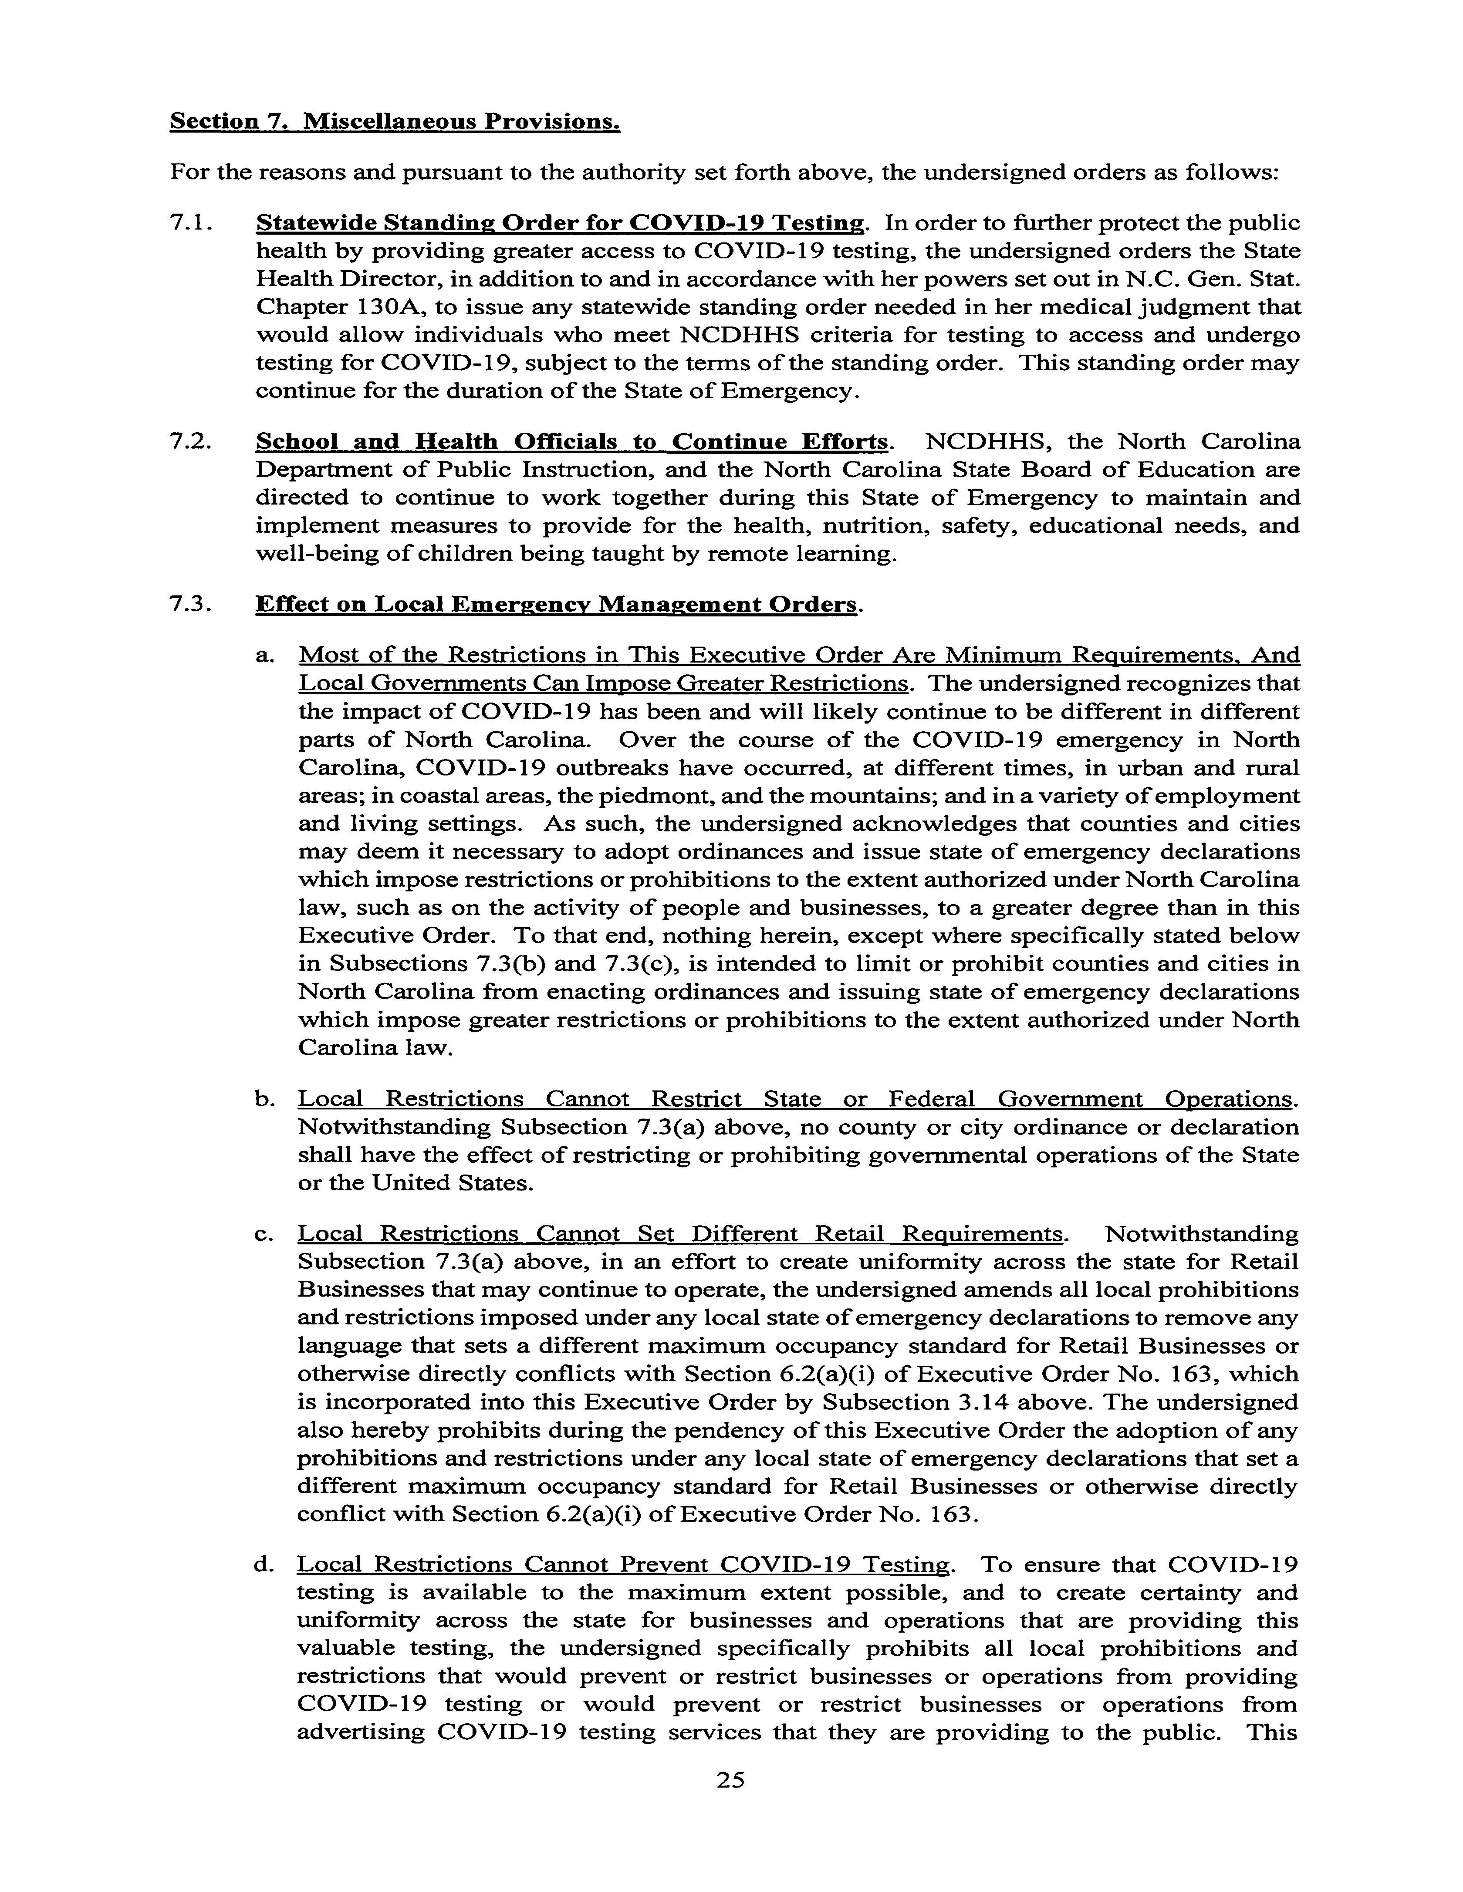 Section 7. Miscellaneous Provisions.
For the reasons and pursuant to the authority set forth above, the undersigned orders as follows:
7.1. Statewide Standing Order for COVID-19 Testing. In order to further protect the public
health by providing greater access to COVID-19 testing, the undersigned orders the State
Health Director, in addition to and in accordance with her powers set out in N.C. Gen. Stat.
Chapter 130A, to issue any statewide standing order needed in her medical judgment that
would allow individuals who meet NCDHHS criteria for testing to access and undergo
testing for COVID-19, subject to the terms of the standing order. This standing order may
continue for the duration of the State of Emergency.
7.2. School and Health Officials to Continue Efforts. NCDHHS, the North Carolina
Department of Public Instruction, and the North Carolina State Board of Education are
directed to continue to work together during this State of Emergency to maintain and
implement measures to provide for the health, nutrition, safety, educational needs, and
well-being of children being taught by remote learning.
7.3. Effect on Local Emergency Management Orders.
a. Most of the Restrictions in This Executive Order Are Minimum Requirements, And
Local Governments Can Impose Greater Restrictions. The undersigned recognizes that
the impact of COVID-19 has been and will likely continue to be different in different
parts of North Carolina. Over the course of the COVID-19 emergency in North
Carolina, COVID-19 outbreaks have occurred, at different times, in urban and rural
areas; in coastal areas, the piedmont, and the mountains; and in a variety of employment
and living settings. As such, the undersigned acknowledges that counties and cities
may deem it necessary to adopt ordinances and issue state of emergency declarations
which impose restrictions or prohibitions to the extent authorized under North Carolina
law, such as on the activity of people and businesses, to a greater degree than in this
Executive Order. To that end, nothing herein, except where specifically stated below
in Subsections 7.3(b) and 7.3(c), is intended to limit or prohibit counties and cities in
North Carolina from enacting ordinances and issuing state of emergency declarations
which impose greater restrictions or prohibitions to the extent authorized under North
Carolina law.
b. Local Restrictions Cannot Restrict State or Federal Government Operations.
Notwithstanding Subsection 7.3(a) above, no county or city ordinance or declaration
shall have the effect of restricting or prohibiting governmental operations of the State
or the United States.
c. Local Restrictions Cannot Set Different Retail Requirements. Notwithstanding
Subsection 7.3(a) above, in an effort to create uniformity across the state for Retail
Businesses that may continue to operate, the undersigned amends all local prohibitions
and restrictions imposed under any local state of emergency declarations to remove any
language that sets a different maximum occupancy standard for Retail Businesses or
otherwise directly conflicts with Section 6.2(a)(i) of Executive Order No. 163, which
is incorporated into this Executive Order by Subsection 3.14 above. The undersigned
also hereby prohibits during the pendency of this Executive Order the adoption of any
prohibitions and restrictions under any local state of emergency declarations that set a
different maximum occupancy standard for Retail Businesses or otherwise directly
conflict with Section 6.2(a)(i) of Executive Order No. 163.
d. Local Restrictions Cannot Prevent COVID-19 Testing. To ensure that COVID-19
testing is available to the maximum extent possible, and to create certainty and
uniformity across the state for businesses and operations that are providing this
valuable testing, the undersigned specifically prohibits all local prohibitions and
restrictions that would prevent or restrict businesses or operations from providing
COVID-19 testing or would prevent or restrict businesses or operations from
advertising COVID-19 testing services that they are providing to the public. This
25